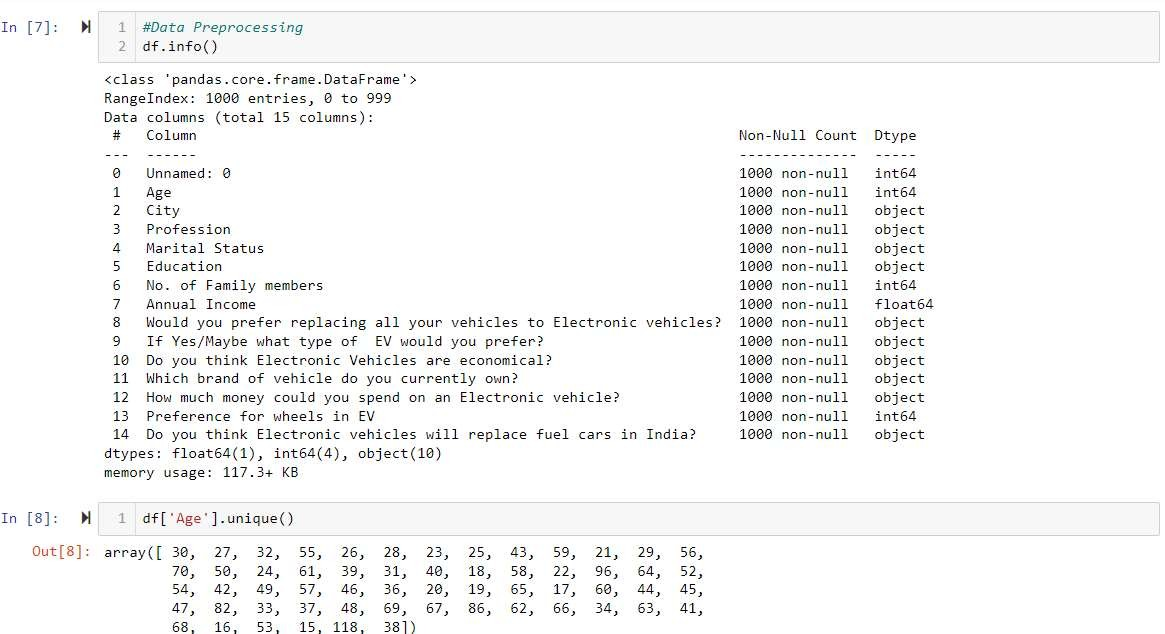 In [7]:
1 #Data Preprocessing
2 df.info()
<class 'pandas.core.frame.DataFrame'>
RangeIndex: 1000 entries, 0 to 999
Data columns (total 15 columns):
# Column Non-Null Count Dtype
--- ------ -------------- -----
0 Unnamed: 0 1000 non-null int64
1 Age 1000 non-null int64
2 City 1000 non-null object
3 Profession 1000 non-null object
4 Marital Status 1000 non-null object
5 Education 1000 non-null object
6 No. of Family members 1000 non-null int64
7 Annual Income 1000 non-null float64
8 Would you prefer replacing all your vehicles to Electronic vehicles? 1000 non-null object
9 If Yes/Maybe what type of  EV would you prefer? 1000 non-null object
10 Do you think Electronic Vehicles are economical? 1000 non-null object
11 Which brand of vehicle do you currently own? 1000 non-null object
12 How much money could you spend on an Electronic vehicle? 1000 non-null object
13 Preference for wheels in EV 1000 non-null int64
14 Do you think Electronic vehicles will replace fuel cars in India? 1000 non-null object
dtypes: float64(1), int64(4), object(10)
memory usage: 117.3+ KB
In [8]:
1 df['Age'].unique()
Out[8]: array([ 30, 27, 32, 55, 26, 28, 23, 25, 43, 59, 21, 29, 56,
70, 50, 24, 61, 39, 31, 40, 18, 58, 22, 96, 64, 52,
54, 42, 49, 57, 46, 36, 20, 19, 65, 17, 60, 44, 45,
47, 82, 33, 37, 48, 69, 67, 86, 62, 66, 34, 63, 41,
68, 16, 53, 15, 118, 38])